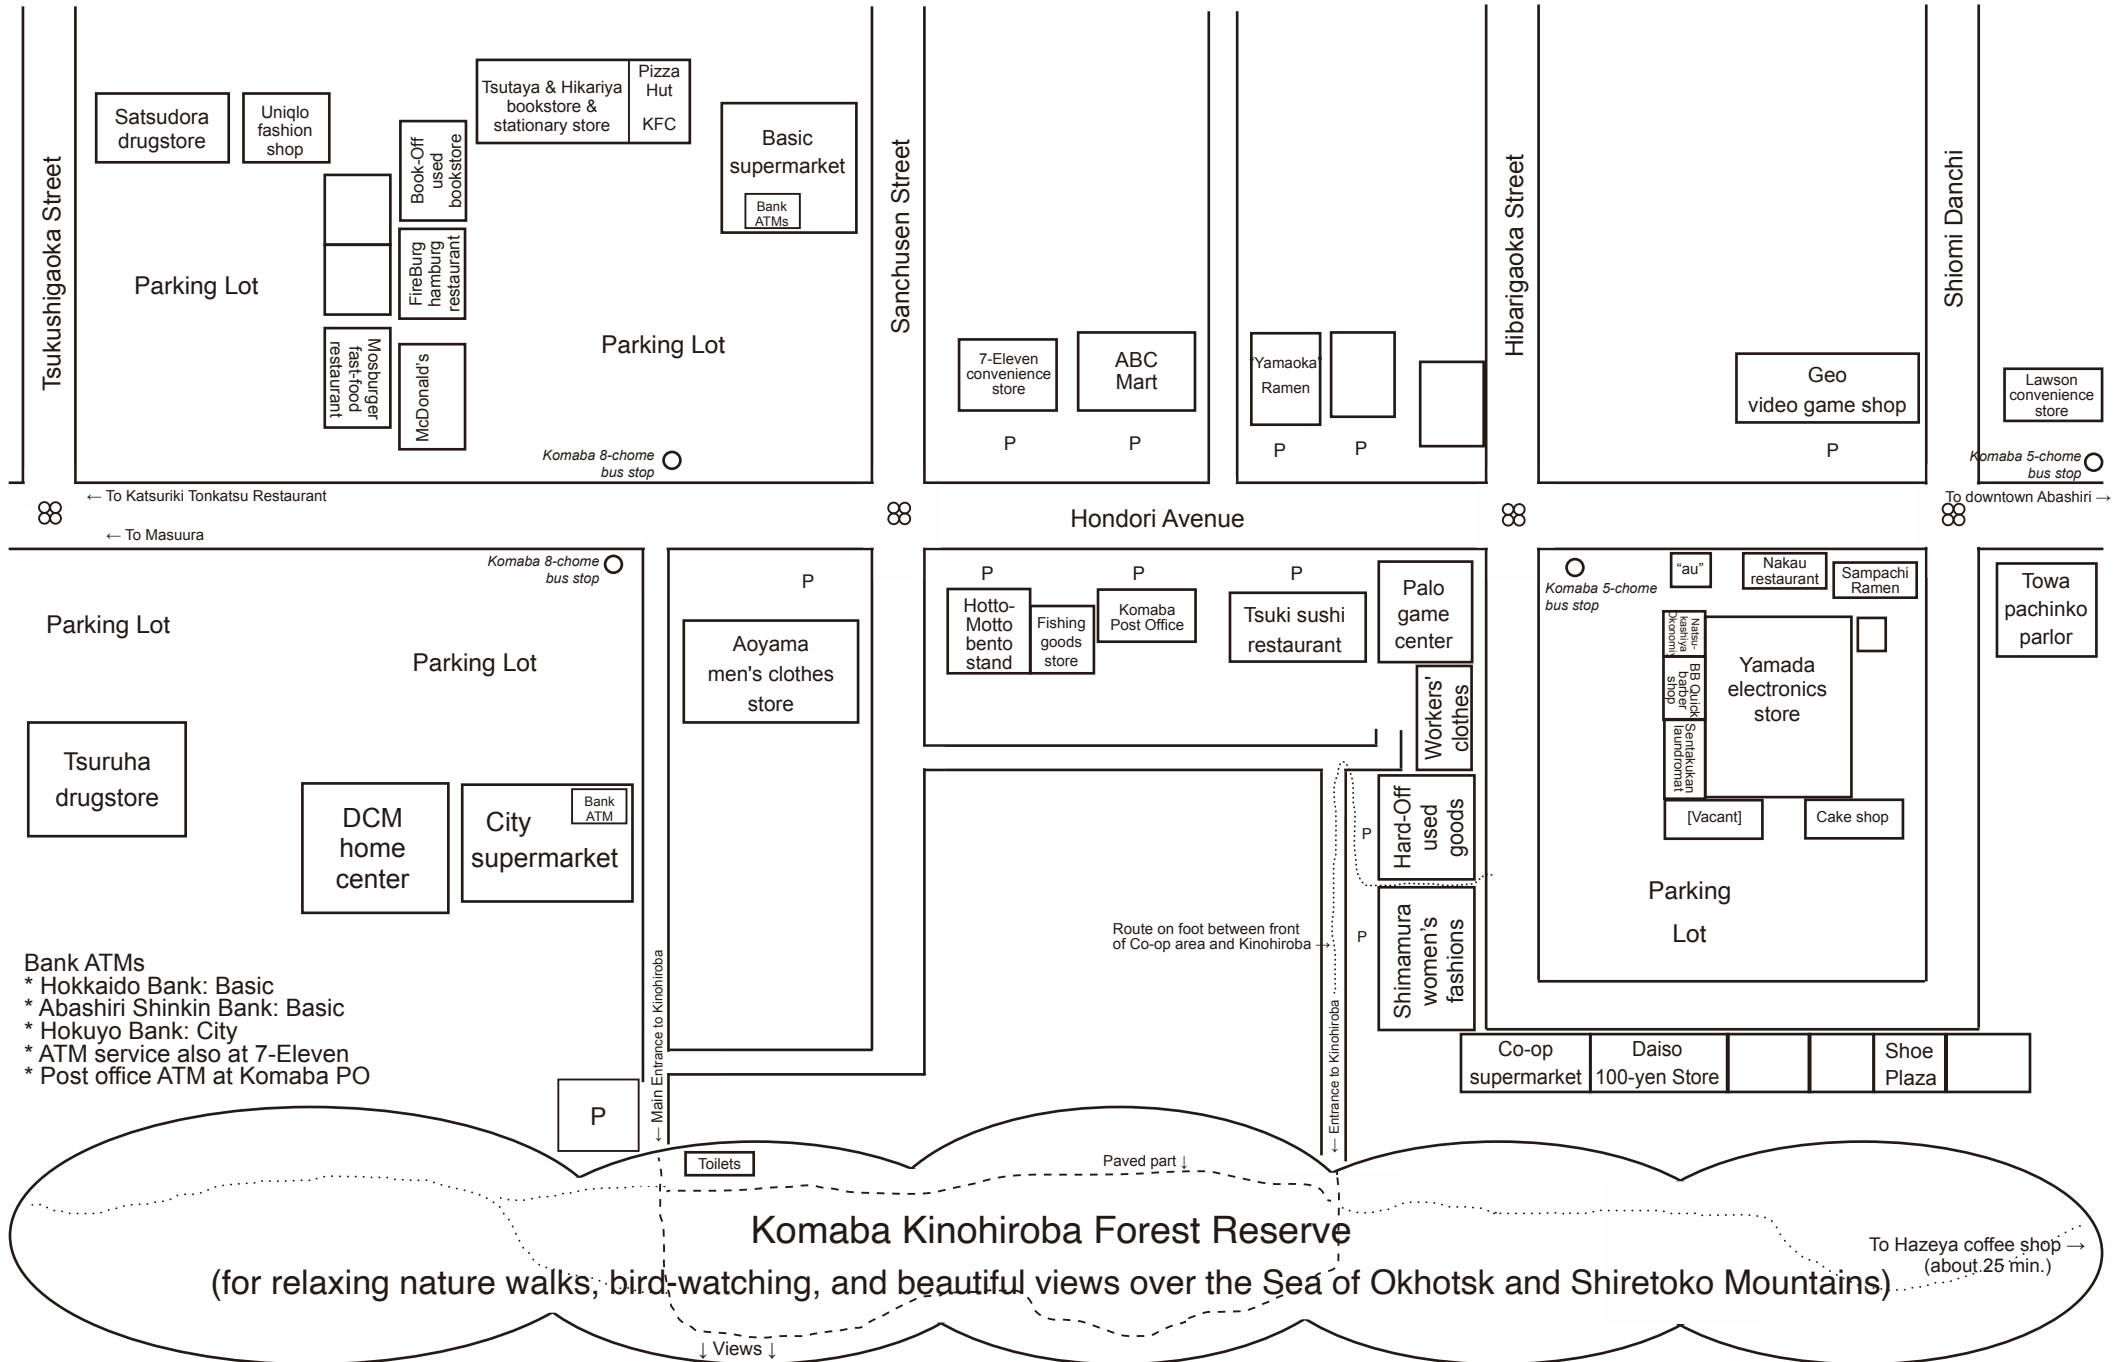 Tsukushigaoka Street
Satsudora
drugstore
Uniqlo
fashion
shop
Book-Off
used
bookstore
Tsutaya & Hikariya
bookstore &
stationary store
Pizza
Hut
KFC
Basic
supermarket
Bank
ATMs
Parking Lot
FireBurg
hamburg
restaurant
Mosburger
fast-food
restaurant
McDonald's
Parking Lot
Komaba 8-chome
bus stop
Sanchusen Street
7-Eleven
convenience
store
P
ABC
Mart
P
"Yamaoka"
Ramen
P
P
Hibarigaoka Street
Geo
video game shop
P
Shiomi Danchi
Lawson
convenience
store
Komaba 5-chome
bus stop
← To Katsuriki Tonkatsu Restaurant
← To Masuura
Hondori Avenue
To downtown Abashiri →
Komaba 8-chome
bus stop
Parking Lot
Parking Lot
Tsuruha
drugstore
DCM
home
center
City
supermarket
Bank
ATM
P
Aoyama
men's clothes
store
P
Hotto-
Motto
bento
stand
Fishing
goods
store
P
Komaba
Post Office
P
Tsuki sushi
restaurant
Palo
game
center
Workers'
clothes
P
Hard-Off
used
goods
P
Shimamura
women's
fashions
Komaba 5-chome
bus stop
"au"
Nakau
restaurant
Sampachi
Ramen
Natsu-
kashiya
BB Quick
barber
shop
Sentakukan
laundromat
Yamada
electronics
store
[Vacant]
Cake shop
Parking
Lot
Towa
pachinko
parlor
Co-op
supermarket
Daiso
100-yen Store
Shoe
Plaza
Route on foot between front
of Co-op area and Kinohiroba →
← Main Entrance to Kinohiroba
← Entrance to Kinohiroba
Bank ATMs
* Hokkaido Bank: Basic
* Abashiri Shinkin Bank: Basic
* Hokuyo Bank: City
* ATM service also at 7-Eleven
* Post office ATM at Komaba PO
P
Toilets
Paved part ↓
Komaba Kinohiroba Forest Reserve
(for relaxing nature walks, bird-watching, and beautiful views over the Sea of Okhotsk and Shiretoko Mountains)
To Hazeya coffee shop →
(about 25 min.)
↓ Views ↓